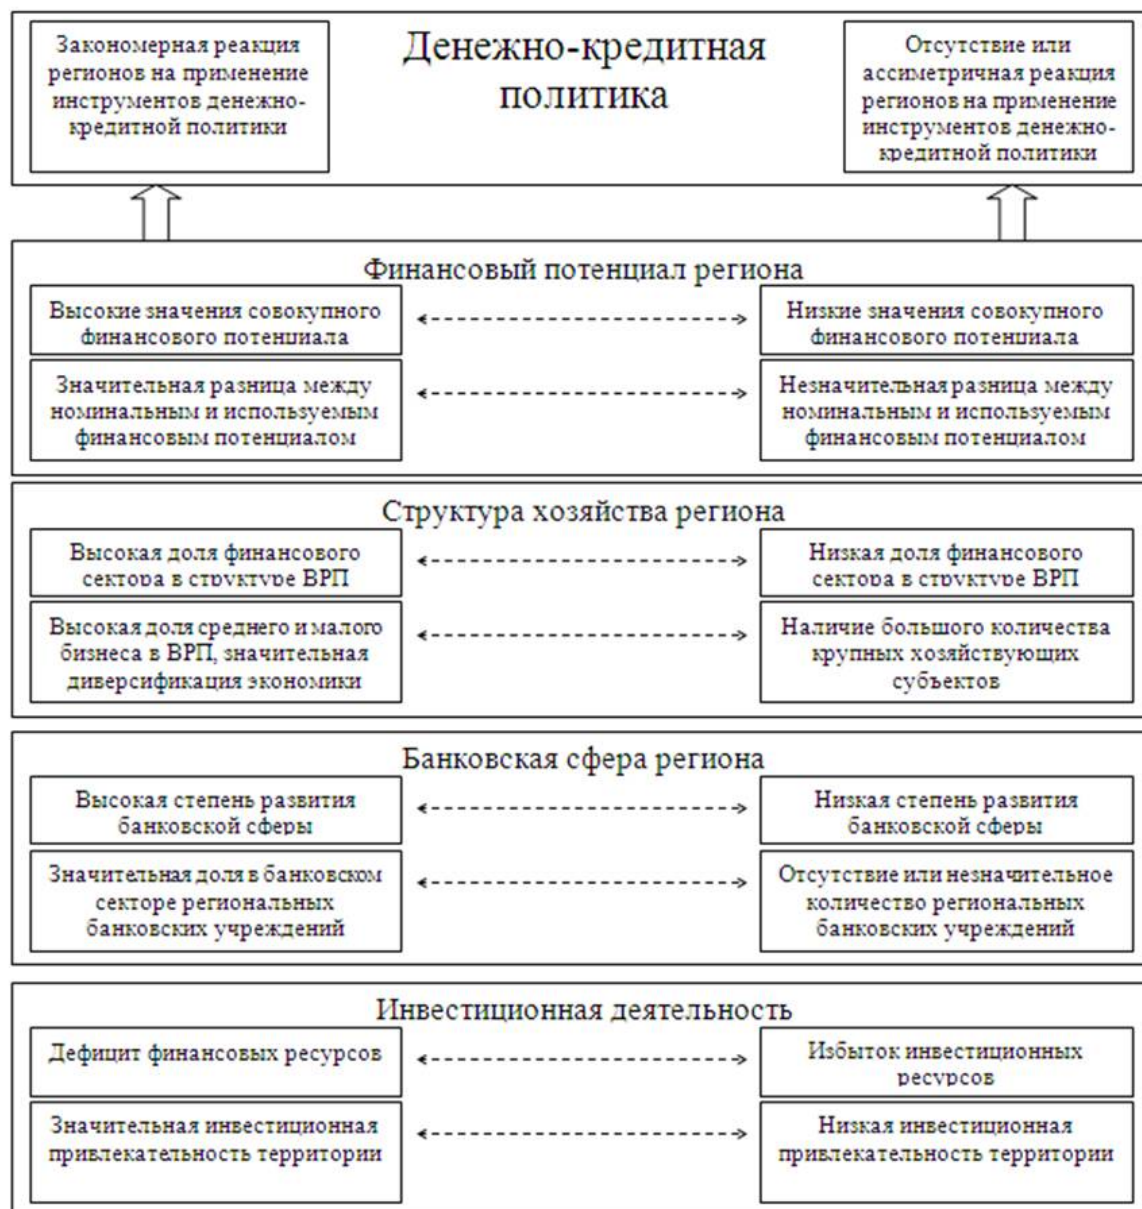 Закономерная реакция
регионов на применение
инструментов денежно-
кредитной политики
Денежно-кредитная
политика
Отсутствие или
ассиметричная реакция
регионов на применение
инструментов денежно-
кредитной политики
Финансовый потенциал региона
Высокие значения совокупного
финансового потенциала
Низкие значения совокупного
финансового потенциала
Значительная разница между
номинальным и используемым
финансовым потенциалом
Незначительная разница между
номинальным и используемым
финансовым потенциалом
Структура хозяйства региона
Высокая доля финансового
сектора в структуре ВРП
Низкая доля финансового
сектора в структуре ВРП
Высокая доля среднего и малого
бизнеса в ВРП, значительная
диверсификация экономики
Наличие большого количества
крупных хозяйствующих
субъектов
Банковская сфера региона
Высокая степень развития
банковской сферы
Низкая степень развития
банковской сферы
Значительная доля в банковском
секторе региональных
банковских учреждений
Отсутствие или незначительное
количество региональных
банковских учреждений
Инвестиционная деятельность
Дефицит финансовых ресурсов
Избыток инвестиционных
ресурсов
Значительная инвестиционная
привлекательность территории
Низкая инвестиционная
привлекательность территории